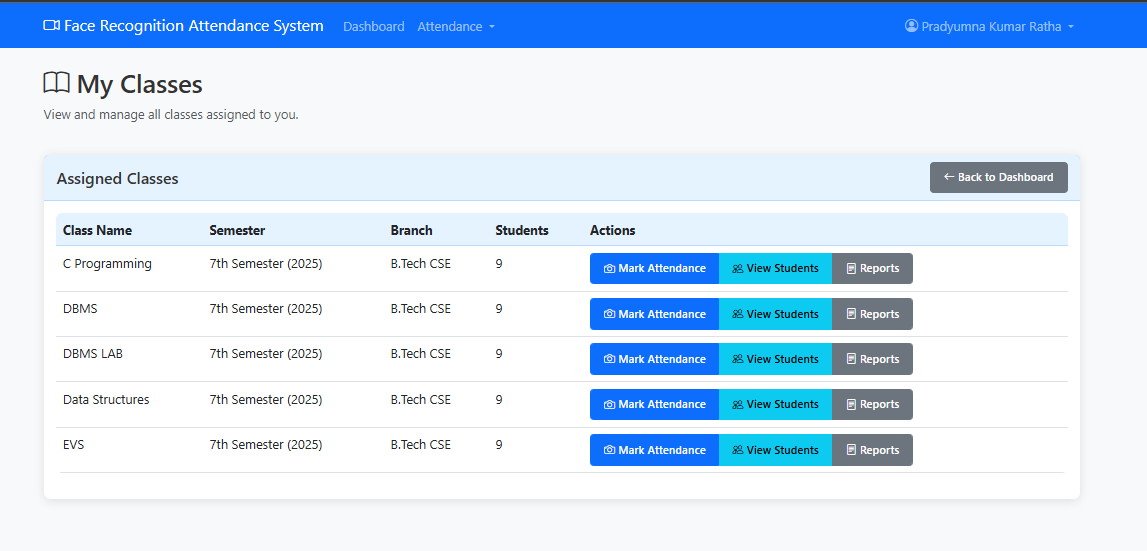 Face Recognition Attendance System Dashboard Attendance Pradyumna Kumar Ratha
My Classes
View and manage all classes assigned to you.
Assigned Classes Back to Dashboard
Class Name Semester Branch Students Actions
C Programming 7th Semester (2025) B.Tech CSE 9 Mark Attendance View Students Reports
DBMS 7th Semester (2025) B.Tech CSE 9 Mark Attendance View Students Reports
DBMS LAB 7th Semester (2025) B.Tech CSE 9 Mark Attendance View Students Reports
Data Structures 7th Semester (2025) B.Tech CSE 9 Mark Attendance View Students Reports
EVS 7th Semester (2025) B.Tech CSE 9 Mark Attendance View Students Reports